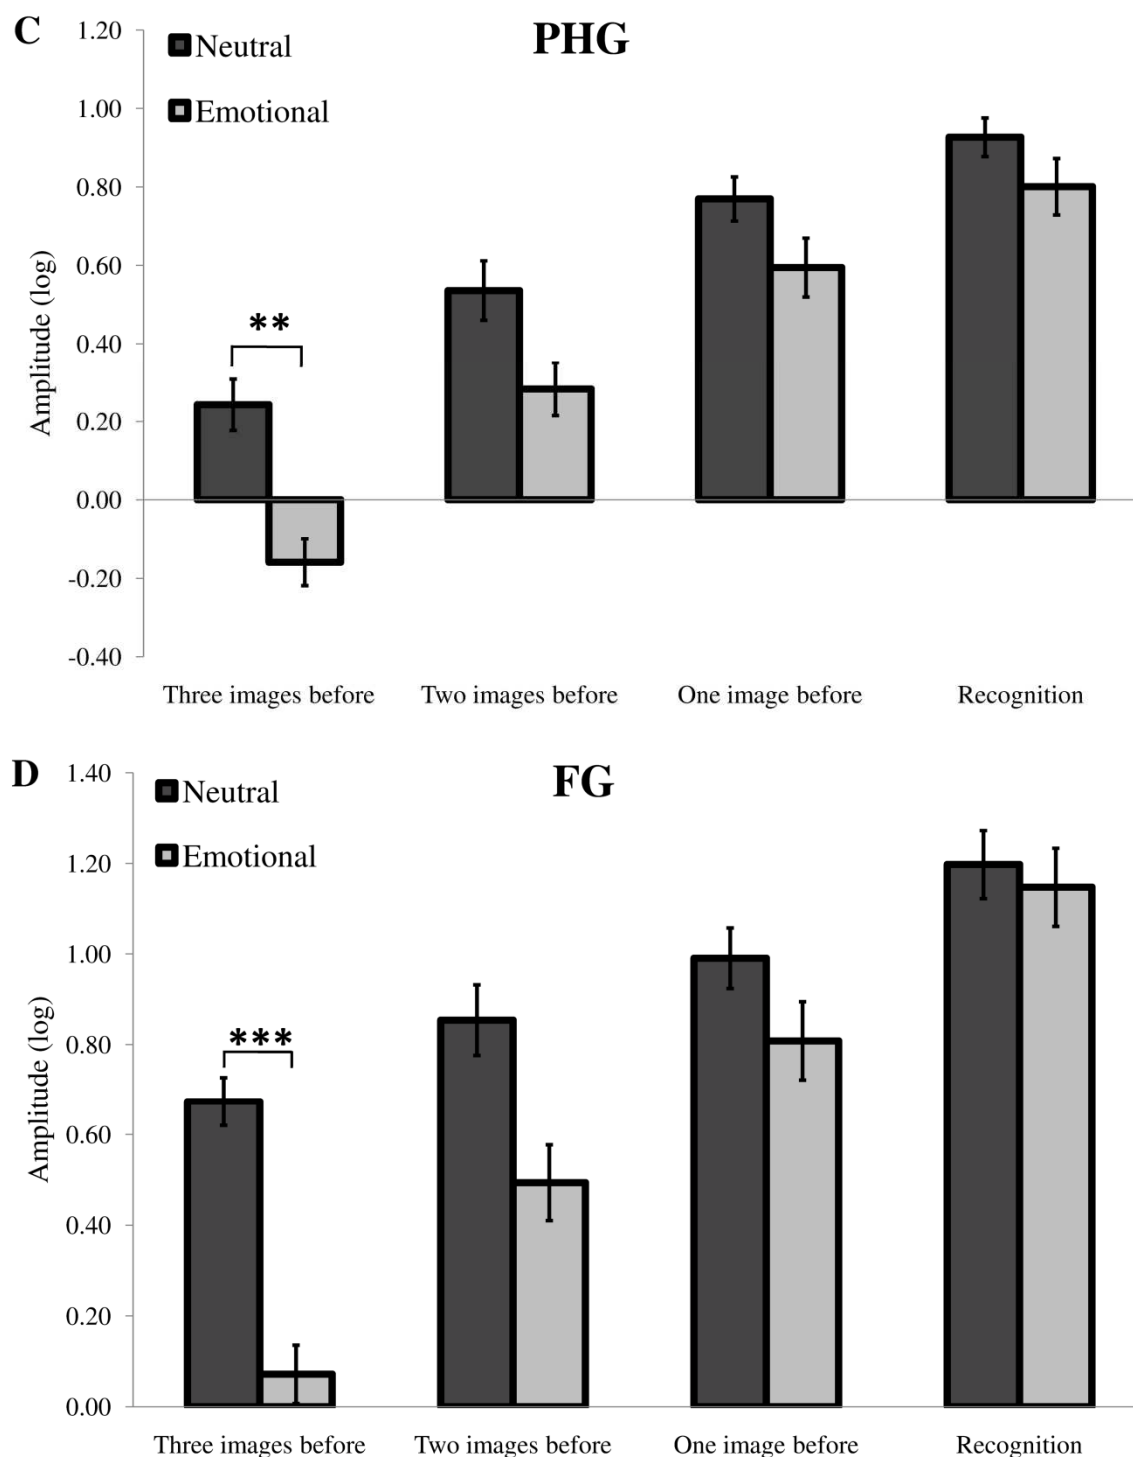 C
PHG
Neutral
Emotional
1.20
1.00
0.80
0.60
0.40
0.20
0.00
-0.20
-0.40
Amplitude (log)
**
Three images before
Two images before
One image before
Recognition
D
FG
Neutral
Emotional
1.40
1.20
1.00
0.80
0.60
0.40
0.20
0.00
Amplitude (log)
***
Three images before
Two images before
One image before
Recognition